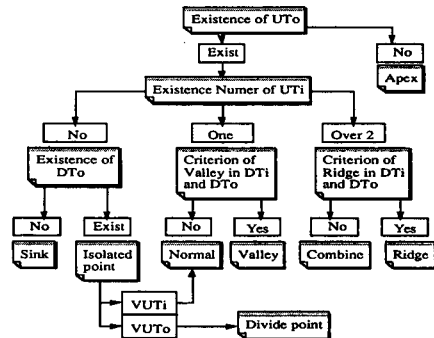 Existence of UTo
Exist
No
Apex
Existence Numer of UTi
No
One
Over 2
Existence of DTo
Criterion of Valley in DTi and DTo
Criterion of Ridge in DTi and DTo
No
Exist
No
Yes
No
Yes
Sink
Isolated point
Normal
Valley
Combine
Ridge
VUTi
VUTo
Divide point